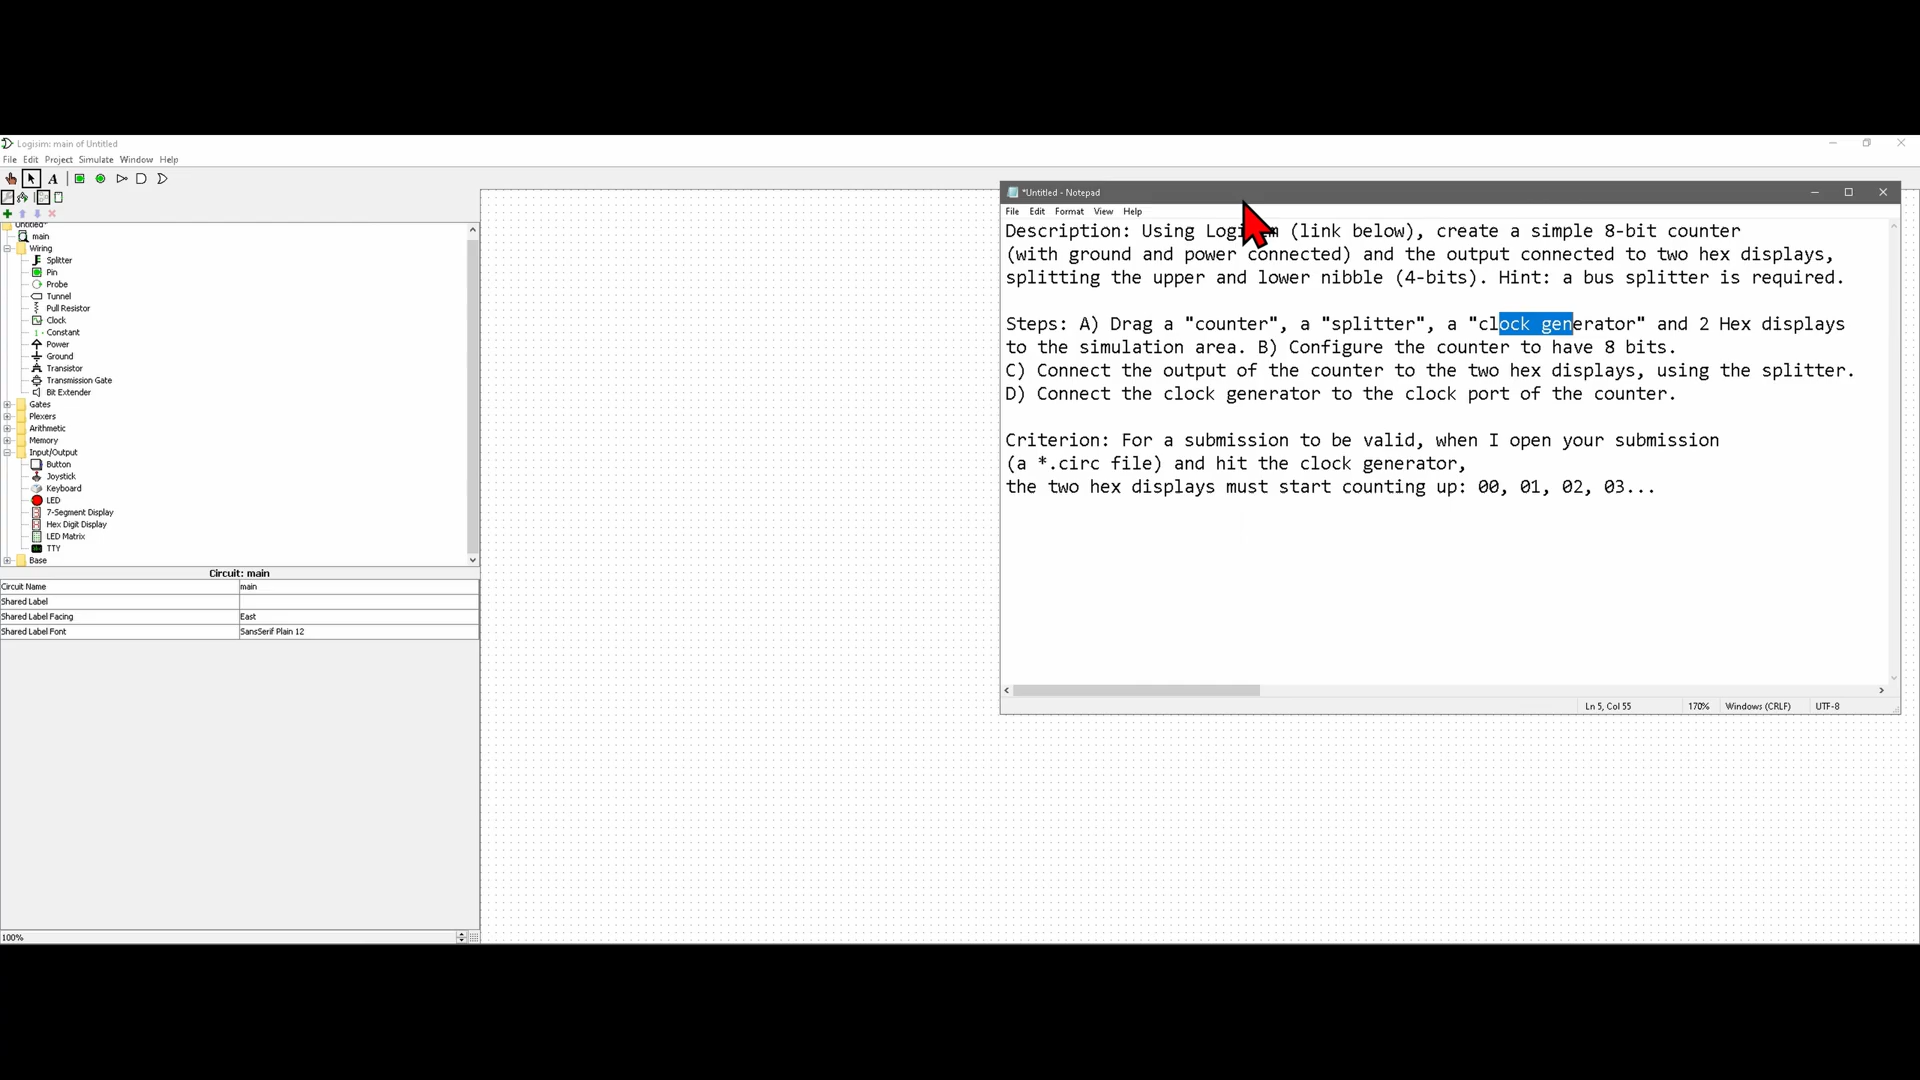 Logisim: main of Untitled
File Edit Project Simulate Window Help
A
Untitled*
main
Wiring
Splitter
Pin
Probe
Tunnel
Pull Resistor
Clock
Constant
Power
Ground
Transistor
Transmission Gate
Bit Extender
Gates
Plexers
Arithmetic
Memory
Input/Output
Button
Joystick
Keyboard
LED
7-Segment Display
Hex Digit Display
LED Matrix
TTY
Base
Circuit: main
Circuit Name main
Shared Label
Shared Label Facing East
Shared Label Font SansSerif Plain 12
100%
*Untitled - Notepad
File Edit Format View Help
Description: Using Logisim (link below), create a simple 8-bit counter
(with ground and power connected) and the output connected to two hex displays,
splitting the upper and lower nibble (4-bits). Hint: a bus splitter is required.
Steps: A) Drag a "counter", a "splitter", a "clock generator" and 2 Hex displays
to the simulation area. B) Configure the counter to have 8 bits.
C) Connect the output of the counter to the two hex displays, using the splitter.
D) Connect the clock generator to the clock port of the counter.
Criterion: For a submission to be valid, when I open your submission
(a *.circ file) and hit the clock generator,
the two hex displays must start counting up: 00, 01, 02, 03...
Ln 5, Col 55 170% Windows (CRLF) UTF-8